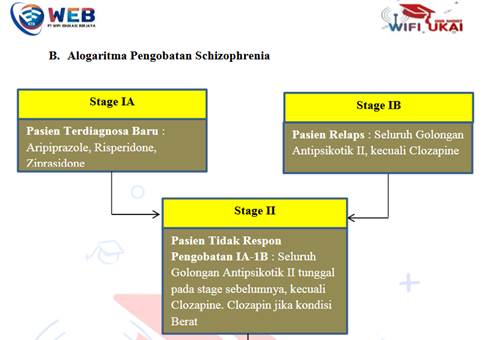 WEB
PT WIFI EDUKASI BERJAYA
WIFI UKAI
B. Alogaritma Pengobatan Schizophrenia
Stage IA
Pasien Terdiagnosa Baru :
Aripiprazole, Risperidone,
Ziprasidone
Stage IB
Pasien Relaps : Seluruh Golongan
Antipsikotik II, kecuali Clozapine
Stage II
Pasien Tidak Respon
Pengobatan IA-1B : Seluruh
Golongan Antipsikotik II tunggal
pada stage sebelumnya, kecuali
Clozapine. Clozapin jika kondisi
Berat